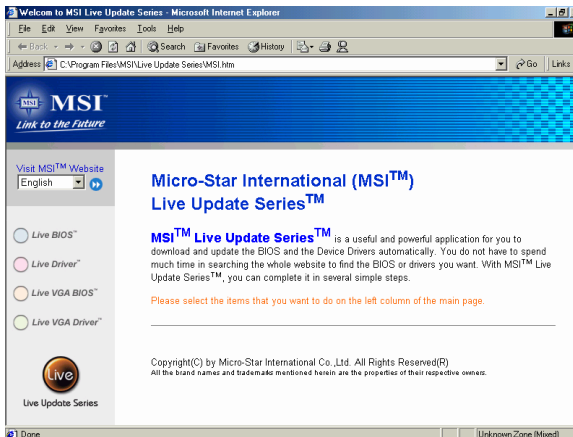 Welcom to MSI Live Update Series - Microsoft Internet Explorer
File Edit View Favorites Tools Help
Back Search Favorites History
Address C:\Program Files\MSI\Live Update Series\MSI.htm Go Links
MSI MSI™
Link to the Future
Visit MSI™ Website
English
Live BIOS™
Live Driver™
Live VGA BIOS™
Live VGA Driver™
Live
Live Update Series
Micro-Star International (MSI™)
Live Update Series™
MSI™ Live Update Series™ is a useful and powerful application for you to
download and update the BIOS and the Device Drivers automatically. You do not have to spend
much time in searching the whole website to find the BIOS or drivers you want. With MSI™ Live
Update Series™, you can complete it in several simple steps.
Please select the items that you want to do on the left column of the main page.
Copyright(C) by Micro-Star International Co.,Ltd. All Rights Reserved(R)
All the brand names and trademarks mentioned herein are the properties of their respective owners.
Done Unknown Zone (Mixed)